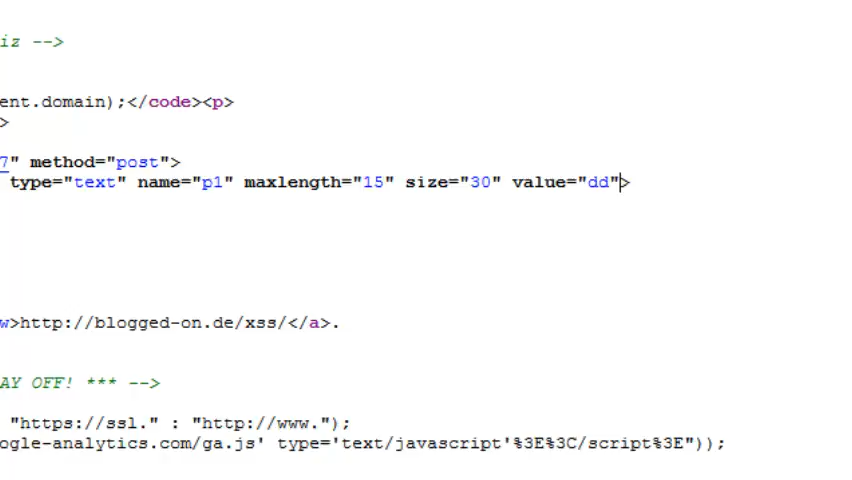 iz -->
ent.domain);</code><p>
>
7" method="post">
type="text" name="p1" maxlength="15" size="30" value="dd">
w>http://blogged-on.de/xss/</a>.
AY OFF! *** -->
"https://ssl." : "http://www.");
ogle-analytics.com/ga.js' type='text/javascript'%3E%3C/script%3E"));